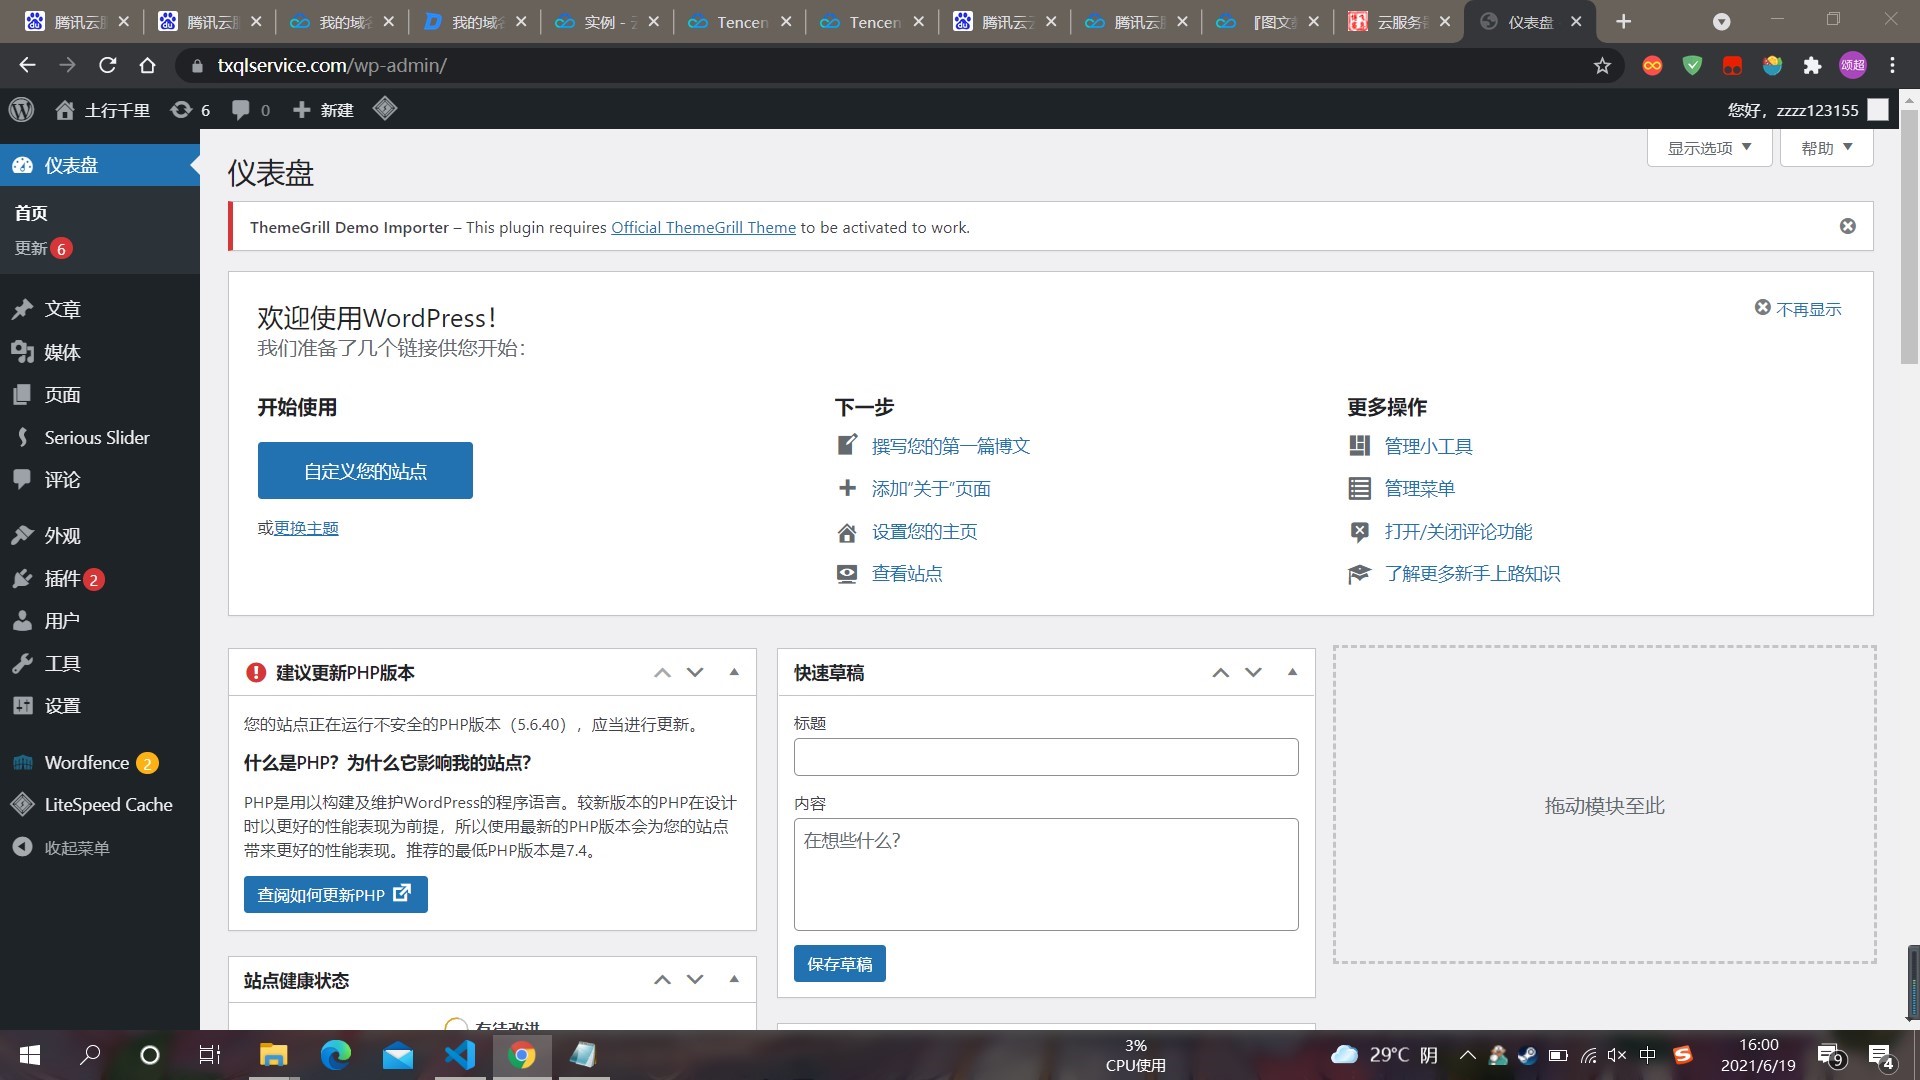 腾讯云服
腾讯云服
我的域名
我的域名
实例 - 云
Tencen
Tencen
腾讯云云
腾讯云服
『图文
云服务
仪表盘
txqlservice.com/wp-admin/
颂超
土行千里
6
0
新建
您好，zzzz123155
仪表盘
首页
更新 6
文章
媒体
页面
Serious Slider
评论
外观
插件 2
用户
工具
设置
Wordfence 2
LiteSpeed Cache
收起菜单
仪表盘
显示选项
帮助
ThemeGrill Demo Importer – This plugin requires Official ThemeGrill Theme to be activated to work.
欢迎使用WordPress！
不再显示
我们准备了几个链接供您开始：
开始使用
自定义您的站点
或更换主题
下一步
撰写您的第一篇博文
添加“关于”页面
设置您的主页
查看站点
更多操作
管理小工具
管理菜单
打开/关闭评论功能
了解更多新手上路知识
建议更新PHP版本
您的站点正在运行不安全的PHP版本（5.6.40），应当进行更新。
什么是PHP？为什么它影响我的站点？
PHP是用以构建及维护WordPress的程序语言。较新版本的PHP在设计
时以更好的性能表现为前提，所以使用最新的PHP版本会为您的站点
带来更好的性能表现。推荐的最低PHP版本是7.4。
查阅如何更新PHP
站点健康状态
有待改进
快速草稿
标题
内容
在想些什么？
保存草稿
拖动模块至此
3%
CPU使用
29°C 阴
中
16:00
2021/6/19
9
4